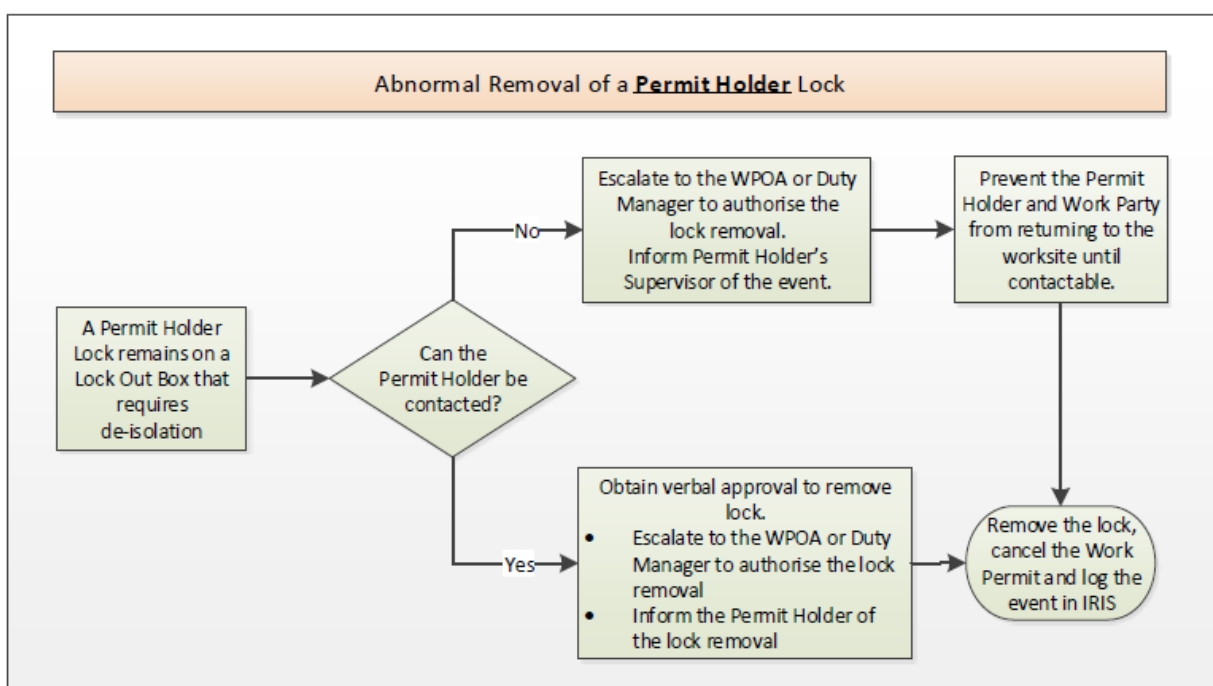 Abnormal Removal of a Permit Holder Lock
A Permit Holder
Lock remains on a
Lock Out Box that
requires
de-isolation
Can the
Permit Holder be
contacted?
No
Escalate to the WPOA or Duty
Manager to authorise the
lock removal.
Inform Permit Holder's
Supervisor of the event.
Prevent the Permit
Holder and Work Party
from returning to the
worksite until
contactable.
Yes
Obtain verbal approval to remove
lock.
• Escalate to the WPOA or Duty
Manager to authorise the lock
removal
• Inform the Permit Holder of
the lock removal
Remove the lock,
cancel the Work
Permit and log the
event in IRIS